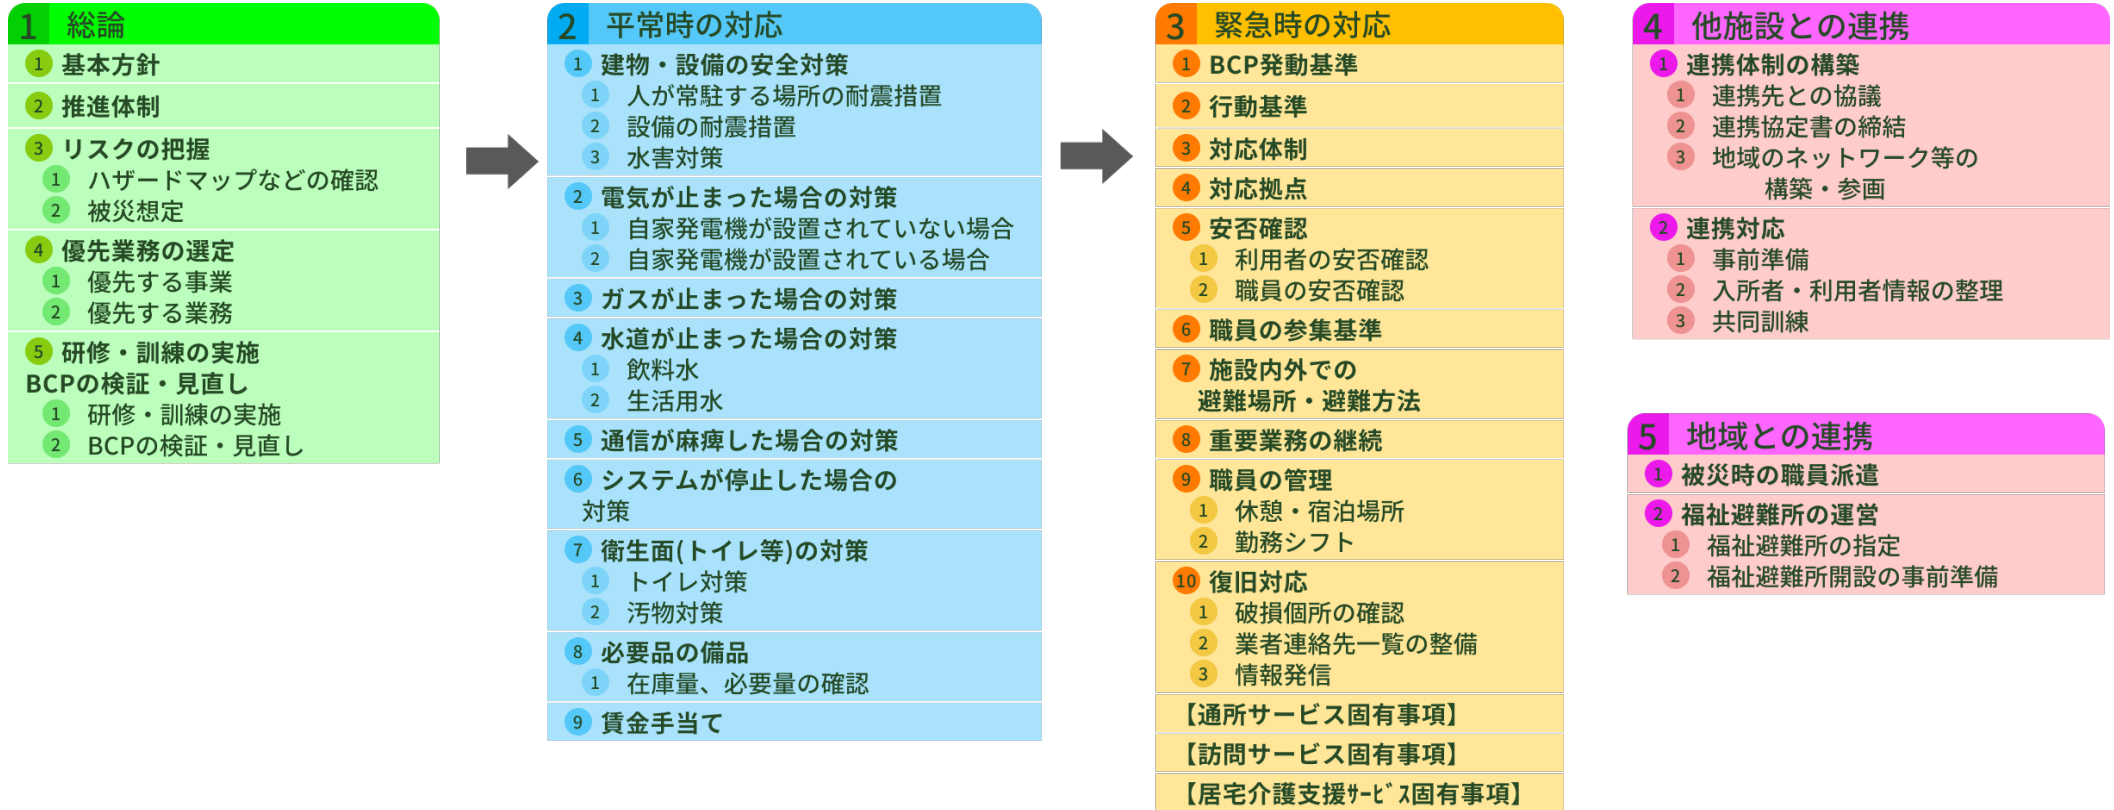 1 総論
1 基本方針
2 推進体制
3 リスクの把握
1 ハザードマップなどの確認
2 被災想定
4 優先業務の選定
1 優先する事業
2 優先する業務
5 研修・訓練の実施
BCPの検証・見直し
1 研修・訓練の実施
2 BCPの検証・見直し
2 平常時の対応
1 建物・設備の安全対策
1 人が常駐する場所の耐震措置
2 設備の耐震措置
3 水害対策
2 電気が止まった場合の対策
1 自家発電機が設置されていない場合
2 自家発電機が設置されている場合
3 ガスが止まった場合の対策
4 水道が止まった場合の対策
1 飲料水
2 生活用水
5 通信が麻痺した場合の対策
6 システムが停止した場合の
対策
7 衛生面(トイレ等)の対策
1 トイレ対策
2 汚物対策
8 必要品の備品
1 在庫量、必要量の確認
9 賃金手当て
3 緊急時の対応
1 BCP発動基準
2 行動基準
3 対応体制
4 対応拠点
5 安否確認
1 利用者の安否確認
2 職員の安否確認
6 職員の参集基準
7 施設内外での
避難場所・避難方法
8 重要業務の継続
9 職員の管理
1 休憩・宿泊場所
2 勤務シフト
10 復旧対応
1 破損個所の確認
2 業者連絡先一覧の整備
3 情報発信
【通所サービス固有事項】
【訪問サービス固有事項】
【居宅介護支援ｻｰﾋﾞｽ固有事項】
4 他施設との連携
1 連携体制の構築
1 連携先との協議
2 連携協定書の締結
3 地域のネットワーク等の
構築・参画
2 連携対応
1 事前準備
2 入所者・利用者情報の整理
3 共同訓練
5 地域との連携
1 被災時の職員派遣
2 福祉避難所の運営
1 福祉避難所の指定
2 福祉避難所開設の事前準備